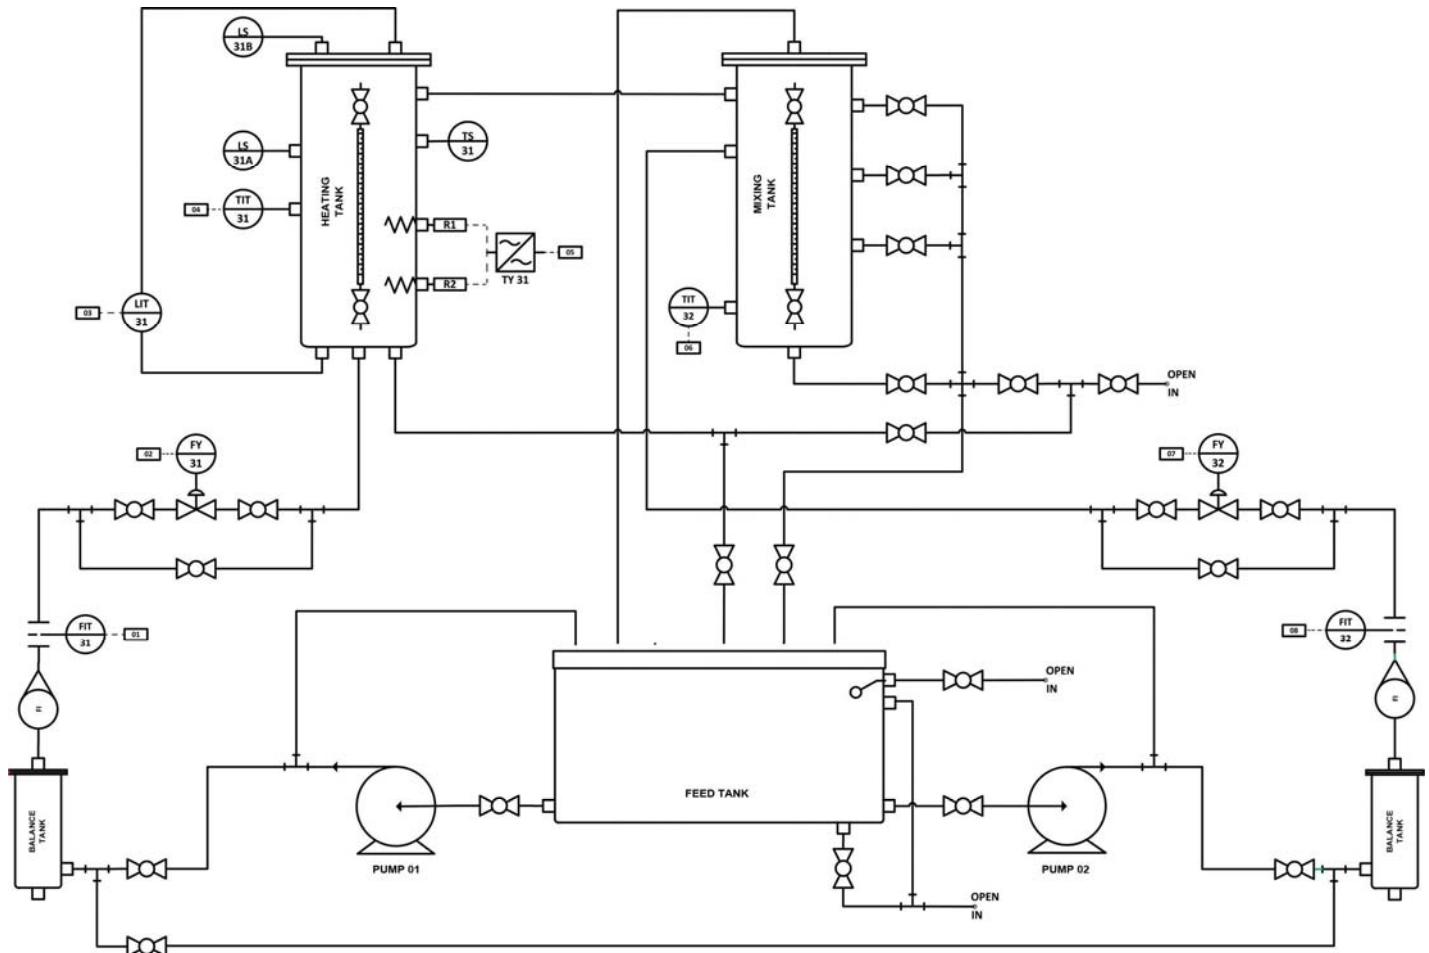 LS
31B
LS
31A
TS
31
TIT
31
04
HEATING
TANK
MIXING
TANK
R1
R2
TY 31
05
LIT
31
03
TIT
32
06
OPEN
IN
FY
31
02
FY
32
07
FIT
31
01
FIT
32
08
FI
FI
OPEN
IN
FEED TANK
BALANCE
TANK
BALANCE
TANK
PUMP 01
PUMP 02
OPEN
IN